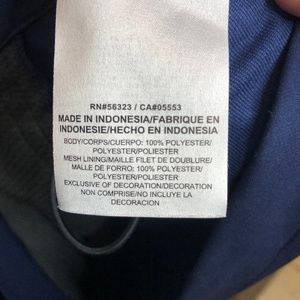 RN#56323 / CA#05553
MADE IN INDONESIA/FABRIQUE EN
INDONESIE/HECHO EN INDONESIA
BODY/CORPS/CUERPO: 100% POLYESTER/
POLYESTER/POLIESTER
MESH LINING/MAILLE FILET DE DOUBLURE/
MALLE DE FORRO: 100% POLYESTER/
POLYESTER/POLIESTER
EXCLUSIVE OF DECORATION/DECORATION
NON COMPRISE/NO INCLUYE LA
DECORACION